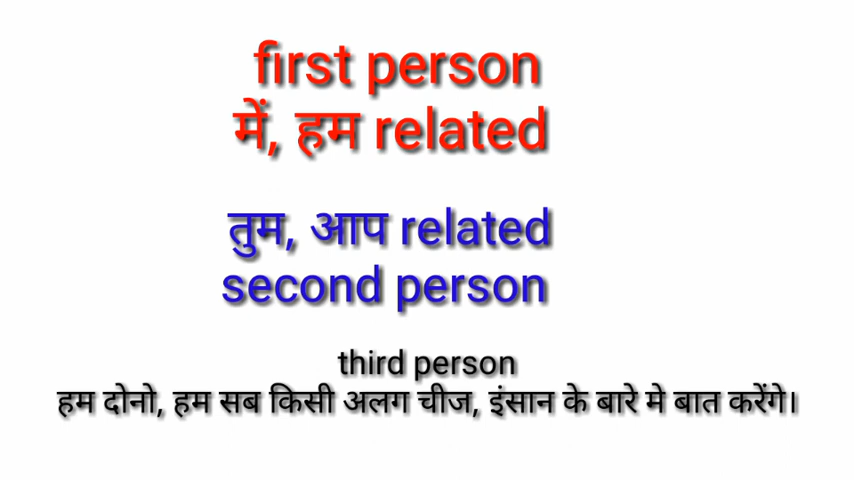 first person
में, हम related
तुम, आप related
second person
third person
हम दोनो, हम सब किसी अलग चीज, इंसान के बारे मे बात करेंगे।